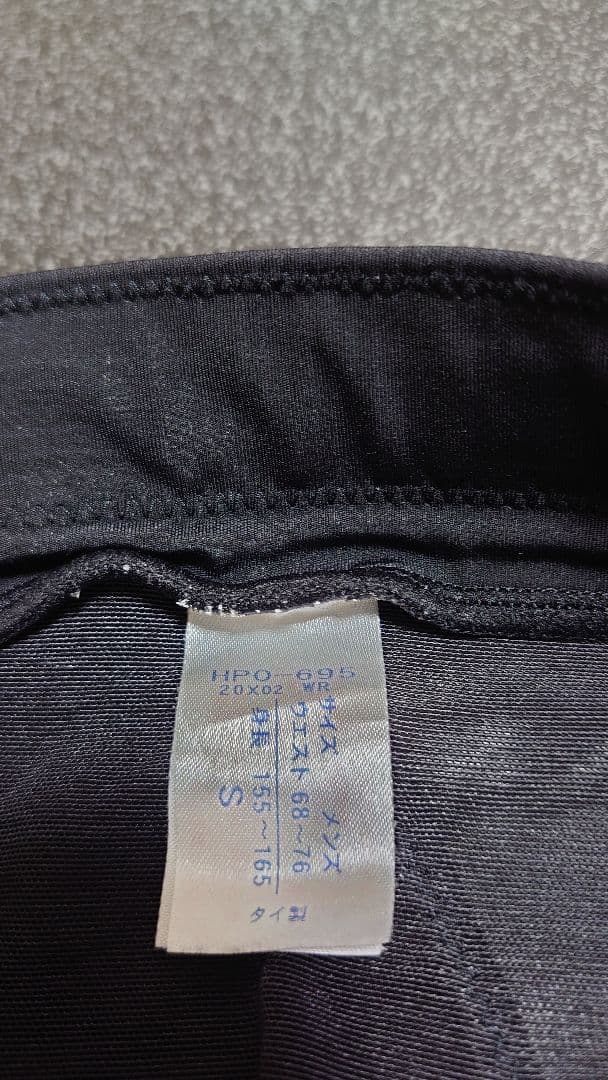 HPO-695
20X02 WR
サイズ メンズ
ウエスト 68～76
身長 155～165
S
タイ製